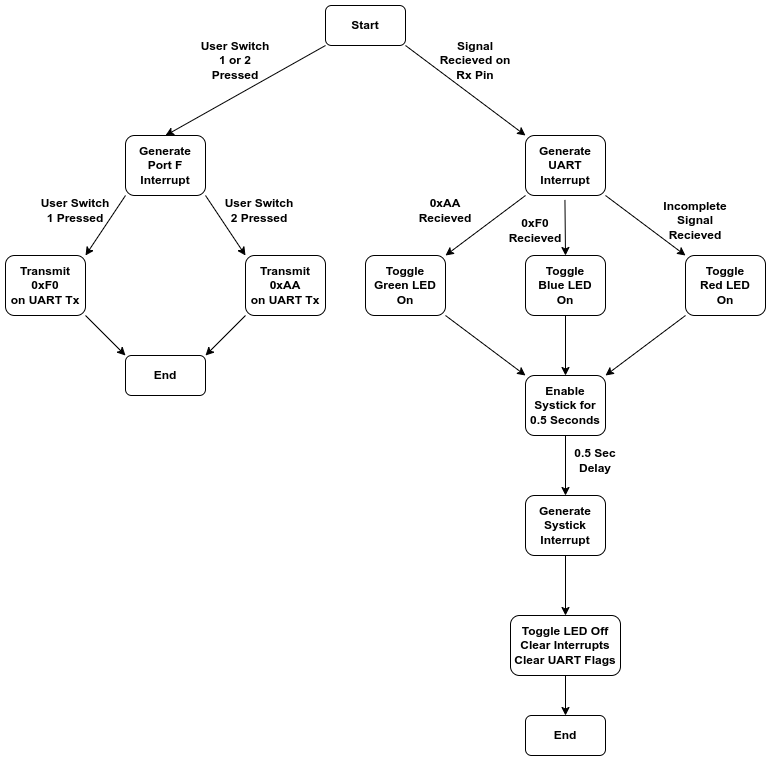 Start
User Switch
1 or 2
Pressed
Signal
Recieved on
Rx Pin
Generate
Port F
Interrupt
Generate
UART
Interrupt
User Switch
1 Pressed
User Switch
2 Pressed
0xAA
Recieved
0xF0
Recieved
Incomplete
Signal
Recieved
Transmit
0xF0
on UART Tx
Transmit
0xAA
on UART Tx
Toggle
Green LED
On
Toggle
Blue LED
On
Toggle
Red LED
On
End
Enable
Systick for
0.5 Seconds
0.5 Sec
Delay
Generate
Systick
Interrupt
Toggle LED Off
Clear Interrupts
Clear UART Flags
End